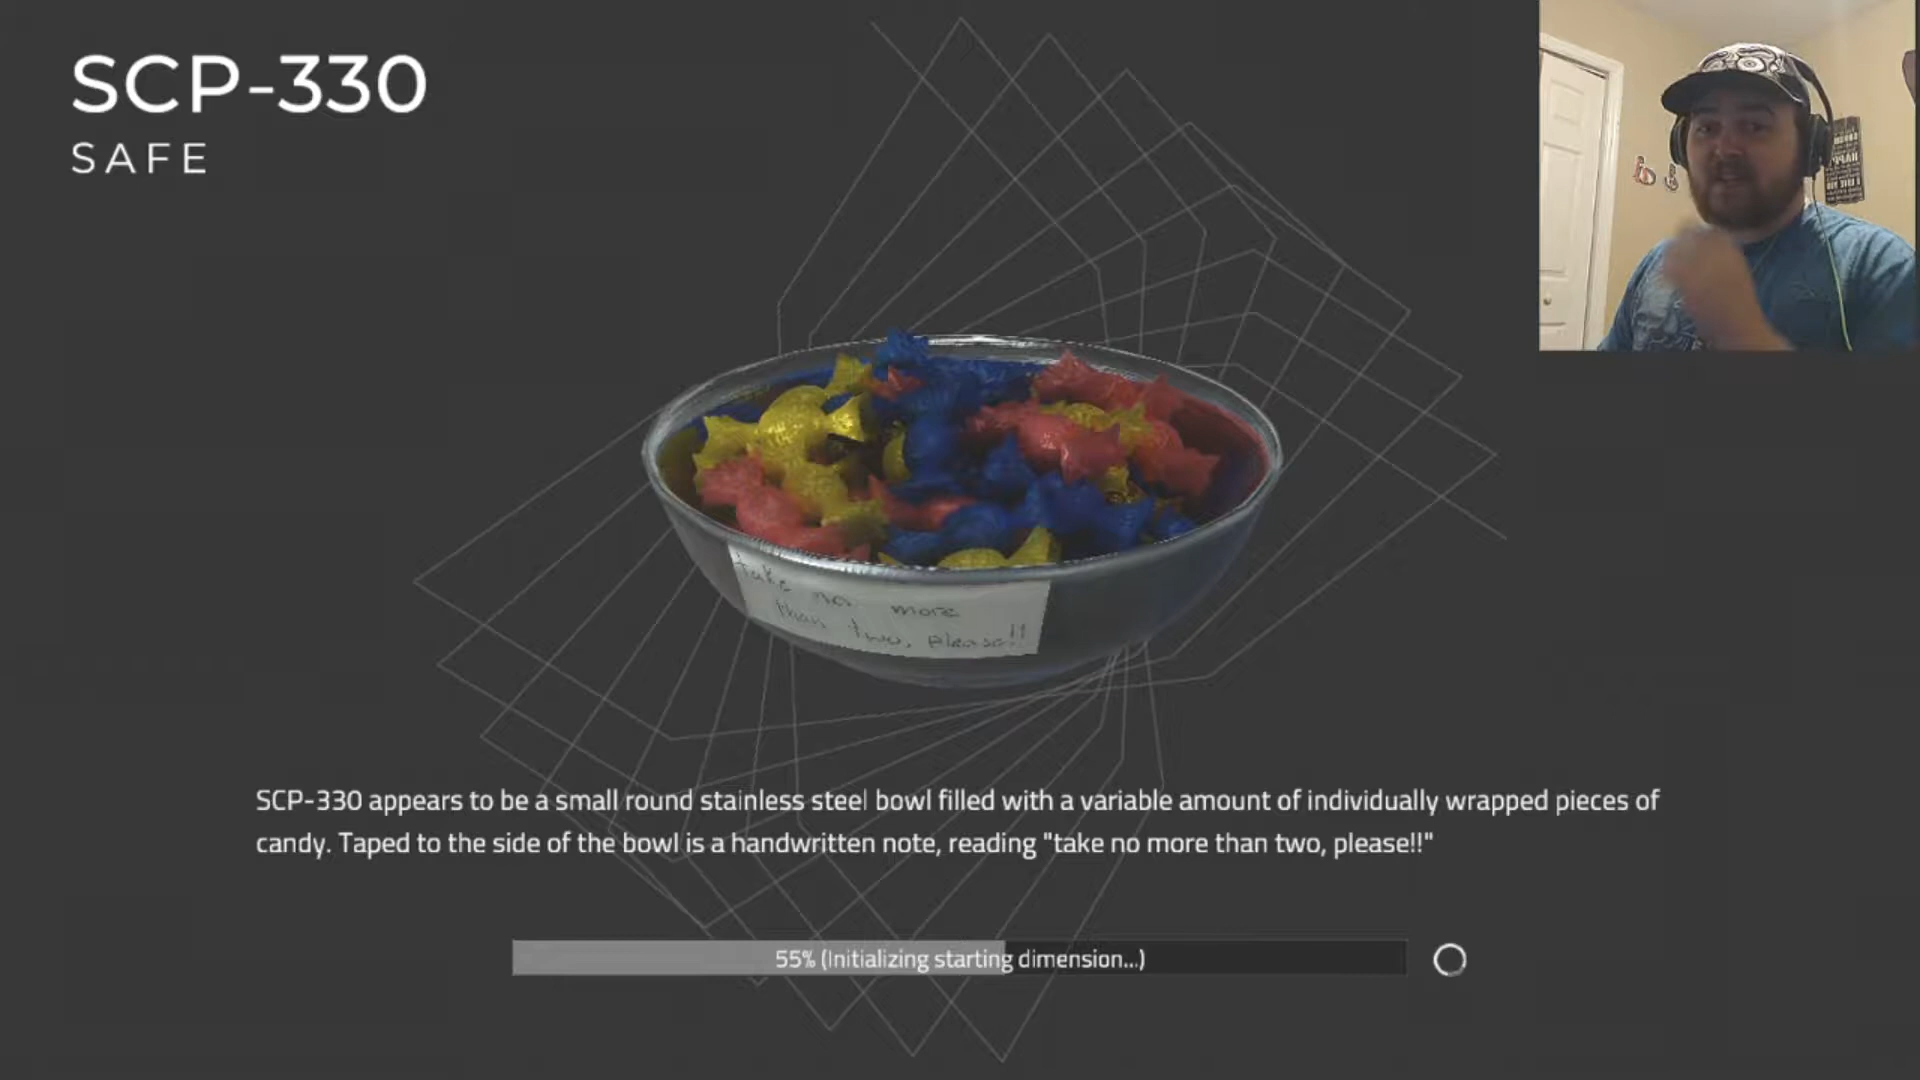 SCP-330
SAFE
take no more
than two, please!!
SCP-330 appears to be a small round stainless steel bowl filled with a variable amount of individually wrapped pieces of
candy. Taped to the side of the bowl is a handwritten note, reading "take no more than two, please!!"
55% (Initializing starting dimension...)